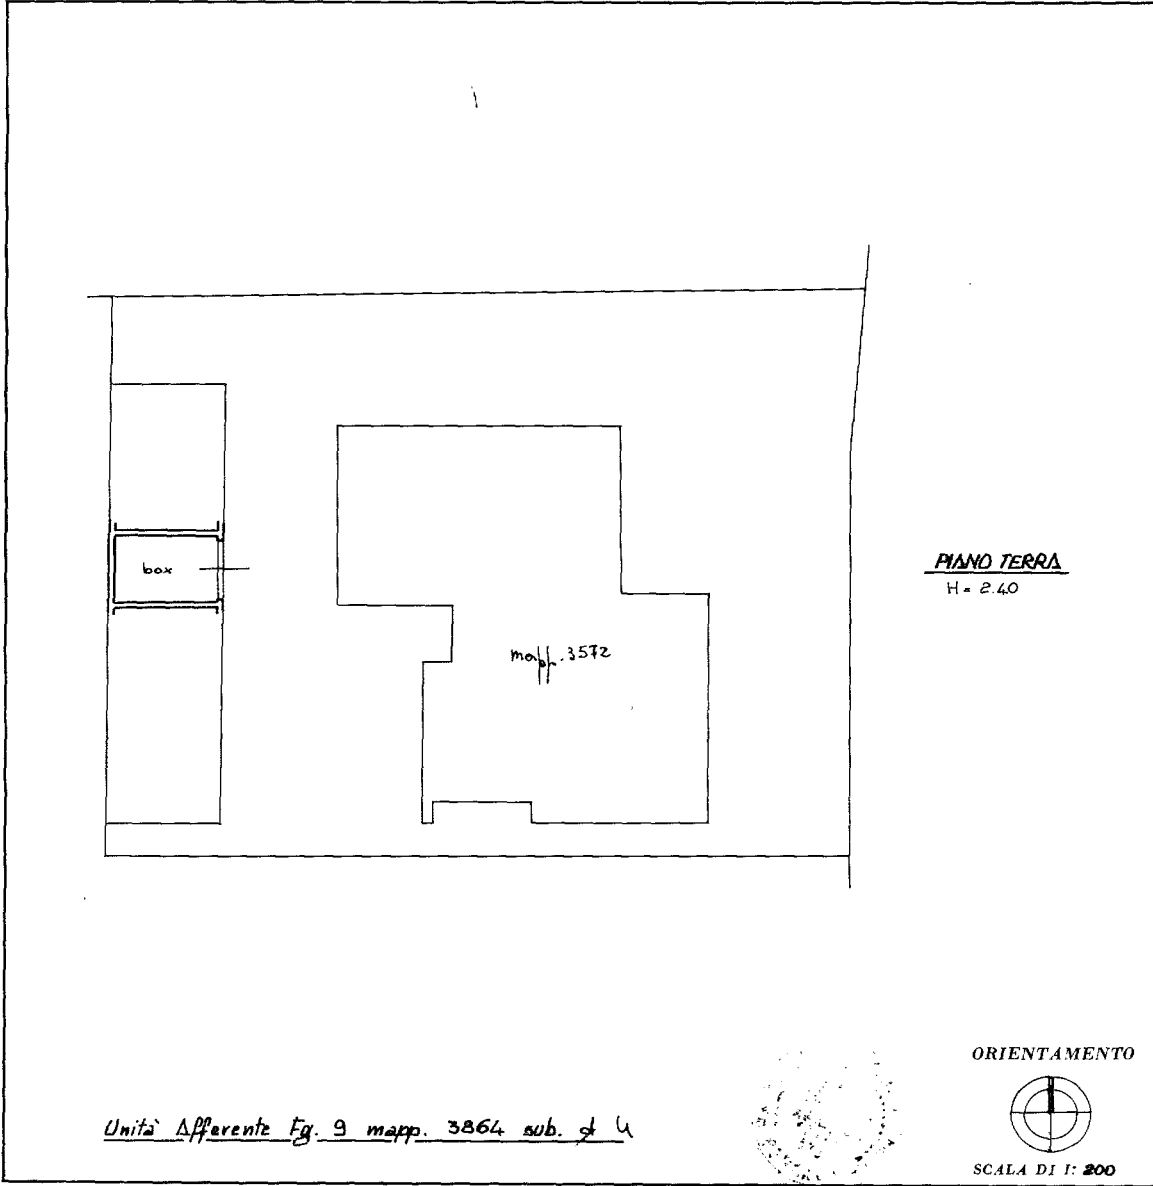 box
mapp. 3572
PIANO TERRA
H = 2.40
ORIENTAMENTO
Unità Afferente Fg. 9 mapp. 3864 sub. 4
SCALA DI 1: 200